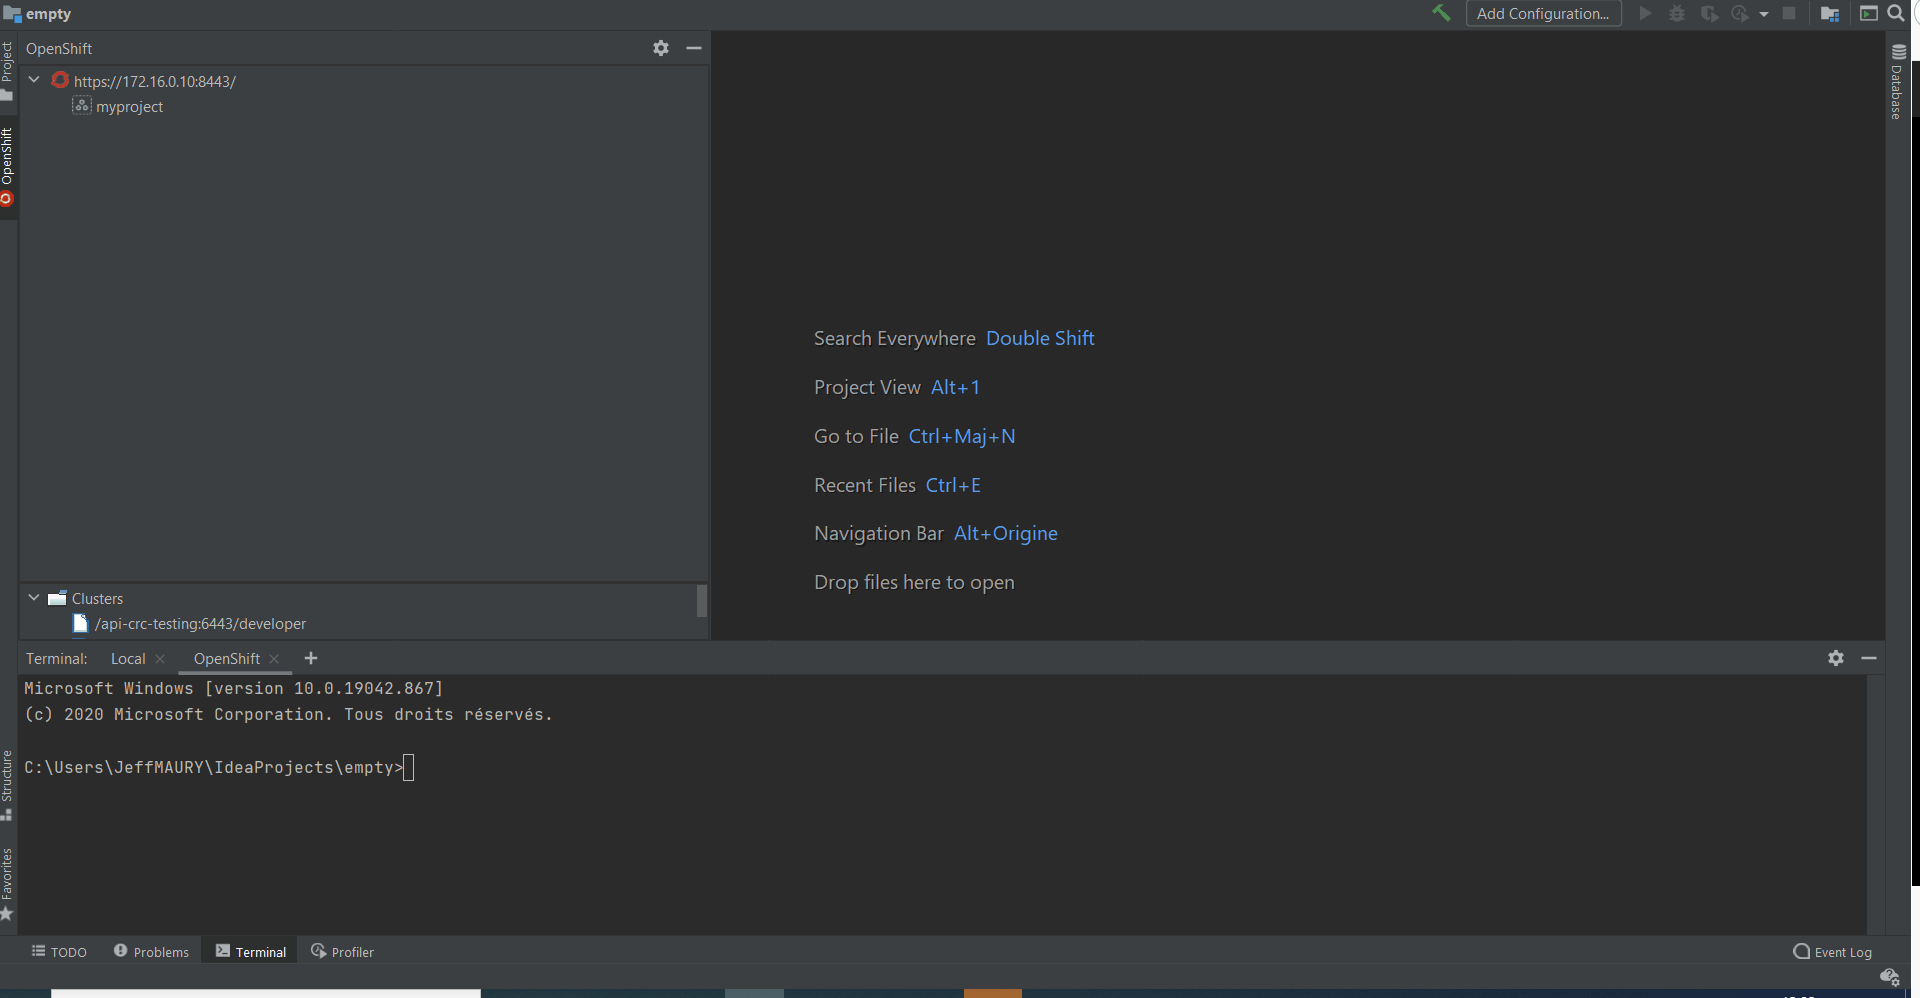 empty
Add Configuration...
Project
OpenShift
OpenShift
https://172.16.0.10:8443/
myproject
Database
Search Everywhere Double Shift
Project View Alt+1
Go to File Ctrl+Maj+N
Recent Files Ctrl+E
Navigation Bar Alt+Origine
Drop files here to open
Clusters
/api-crc-testing:6443/developer
Terminal: Local OpenShift
Microsoft Windows [version 10.0.19042.867]
(c) 2020 Microsoft Corporation. Tous droits réservés.
C:\Users\JeffMAURY\IdeaProjects\empty>
Structure
Favorites
TODO Problems Terminal Profiler Event Log